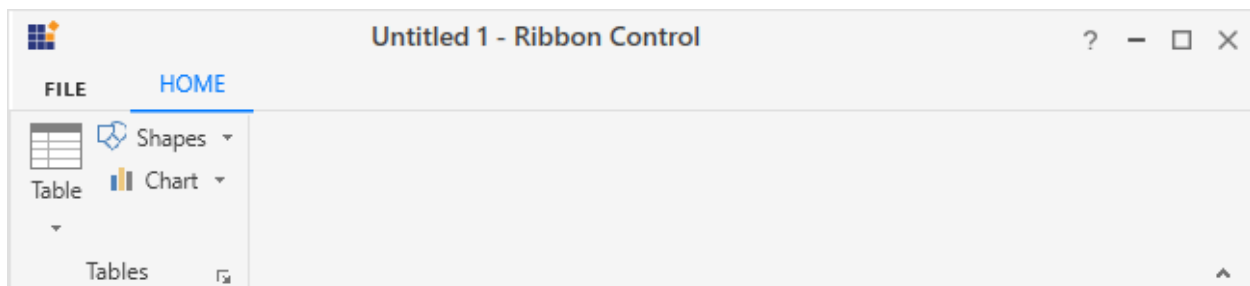 Untitled 1 - Ribbon Control
?
FILE
HOME
Shapes
Chart
Table
Tables